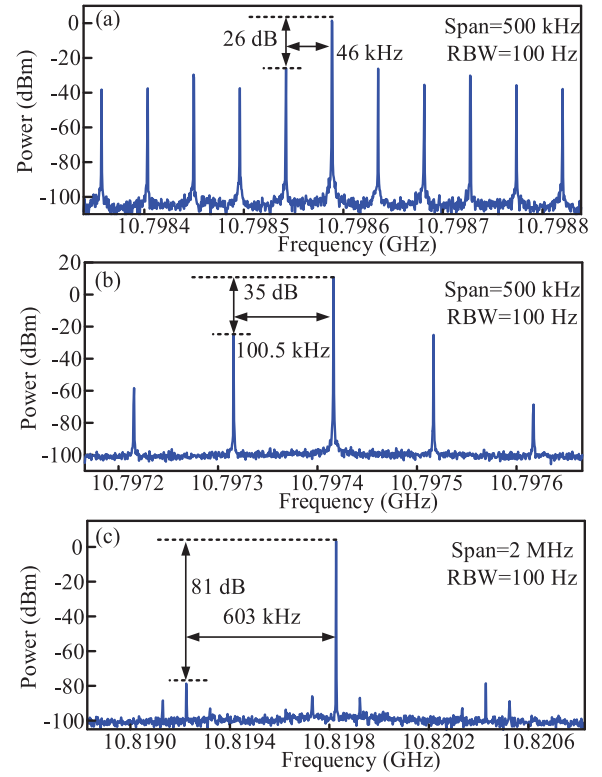 (a)
Span=500 kHz
RBW=100 Hz
26 dB
46 kHz
0
-20
-40
-60
-80
-100
Power (dBm)
10.7984
10.7985
10.7986
10.7987
10.7988
Frequency (GHz)
(b)
Span=500 kHz
RBW=100 Hz
35 dB
100.5 kHz
20
0
-20
-40
-60
-80
-100
Power (dBm)
10.7972
10.7973
10.7974
10.7975
10.7976
Frequency (GHz)
(c)
Span=2 MHz
RBW=100 Hz
81 dB
603 kHz
0
-20
-40
-60
-80
-100
Power (dBm)
10.8190
10.8194
10.8198
10.8202
10.8206
Frequency (GHz)